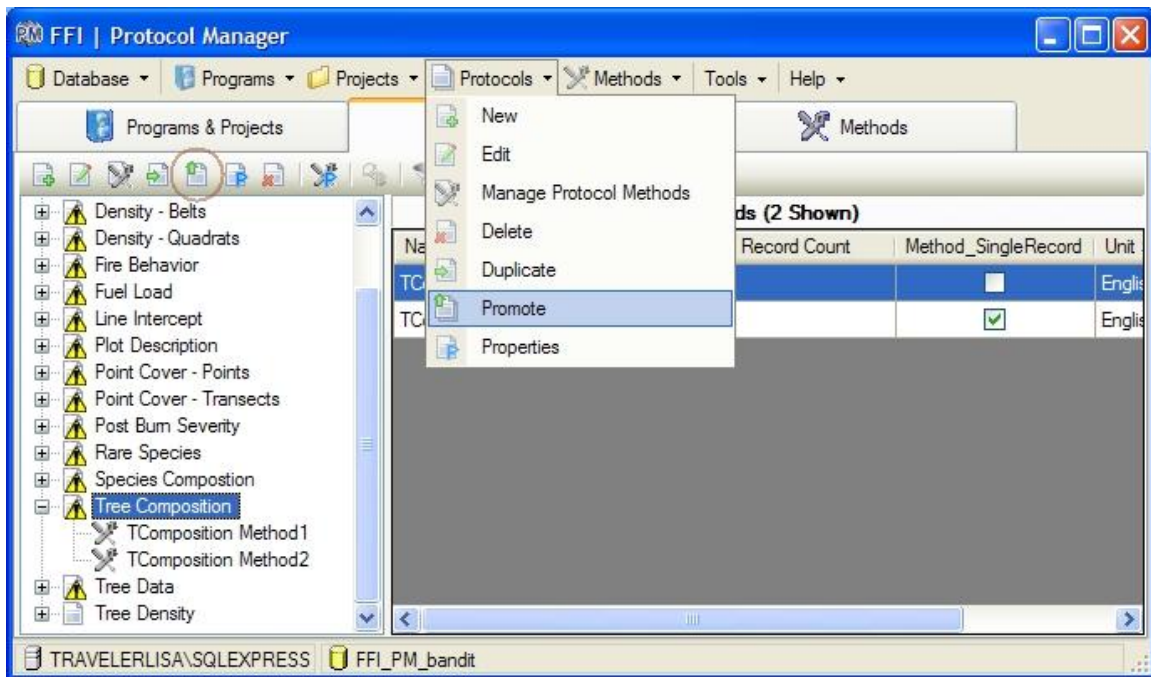 FFI | Protocol Manager
Database Programs Projects Protocols Methods Tools Help
Programs & Projects
Methods
New
Edit
Manage Protocol Methods
Delete
Duplicate
Promote
Properties
Density - Belts
Density - Quadrats
Fire Behavior
Fuel Load
Line Intercept
Plot Description
Point Cover - Points
Point Cover - Transects
Post Burn Severity
Rare Species
Species Compostion
Tree Composition
TComposition Method1
TComposition Method2
Tree Data
Tree Density
ds (2 Shown)
Na Record Count Method_SingleRecord Unit
TC Englis
TC Englis
TRAVELERLISA\SQLEXPRESS FFI_PM_bandit